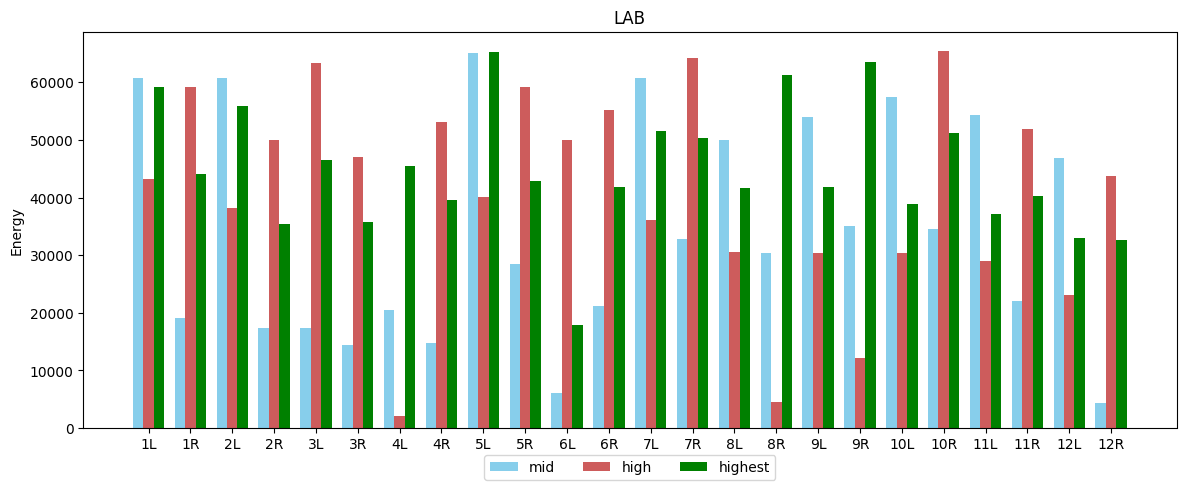 LAB
Energy
60000
50000
40000
30000
20000
10000
0
1L 1R 2L 2R 3L 3R 4L 4R 5L 5R 6L 6R 7L 7R 8L 8R 9L 9R 10L 10R 11L 11R 12L 12R
mid high highest